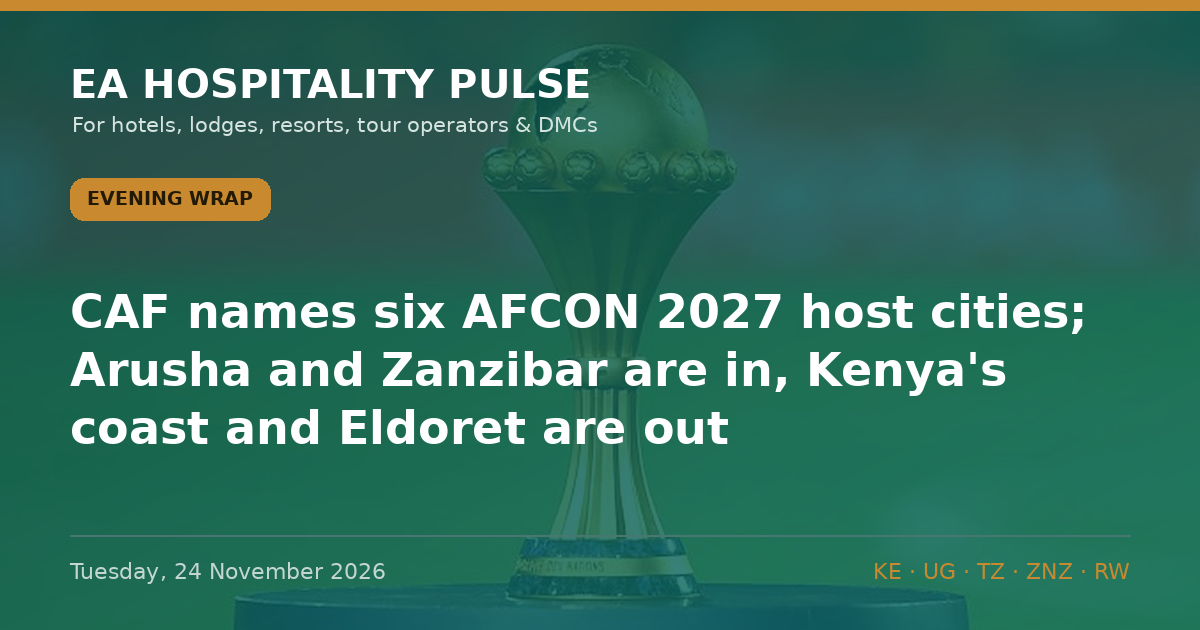 EA HOSPITALITY PULSE
For hotels, lodges, resorts, tour operators & DMCs
EVENING WRAP
CAF names six AFCON 2027 host cities;
Arusha and Zanzibar are in, Kenya's
coast and Eldoret are out
Tuesday, 24 November 2026
KE · UG · TZ · ZNZ · RW